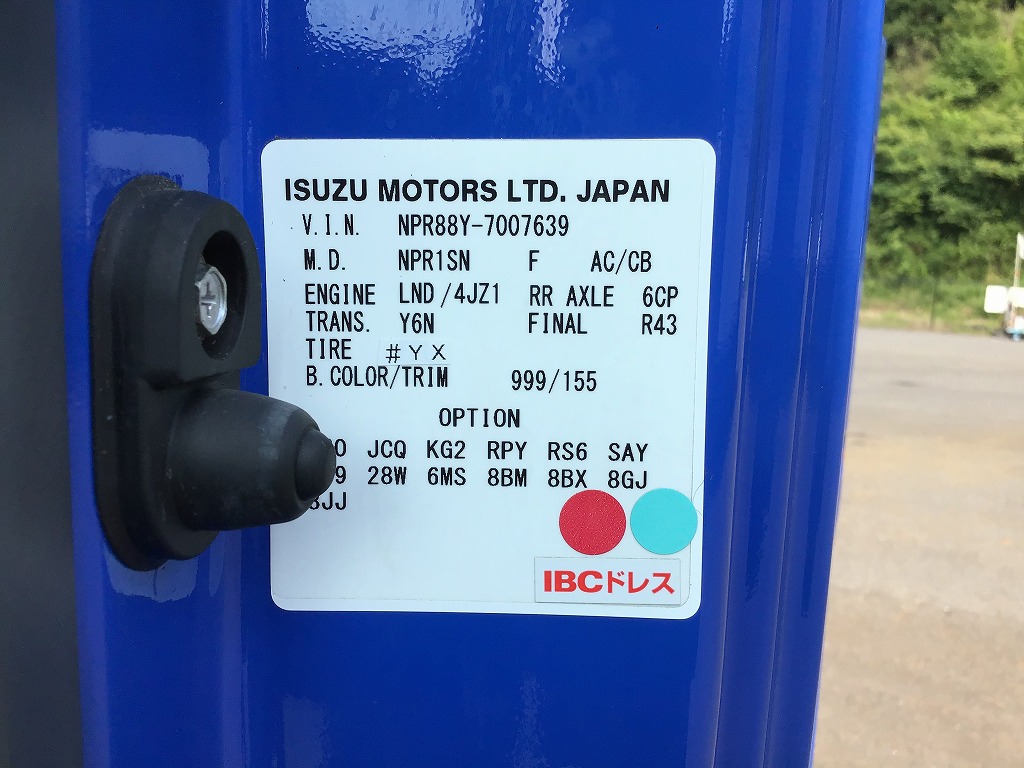 ISUZU MOTORS LTD. JAPAN
V.I.N. NPR88Y-7007639
M.D. NPR1SN F AC/CB
ENGINE LND/4JZ1 RR AXLE 6CP
TRANS. Y6N FINAL R43
TIRE #YX
B.COLOR/TRIM 999/155
OPTION
JCQ KG2 RPY RS6 SAY
28W 6MS 8BM 8BX 8GJ
8JJ
IBCドレス